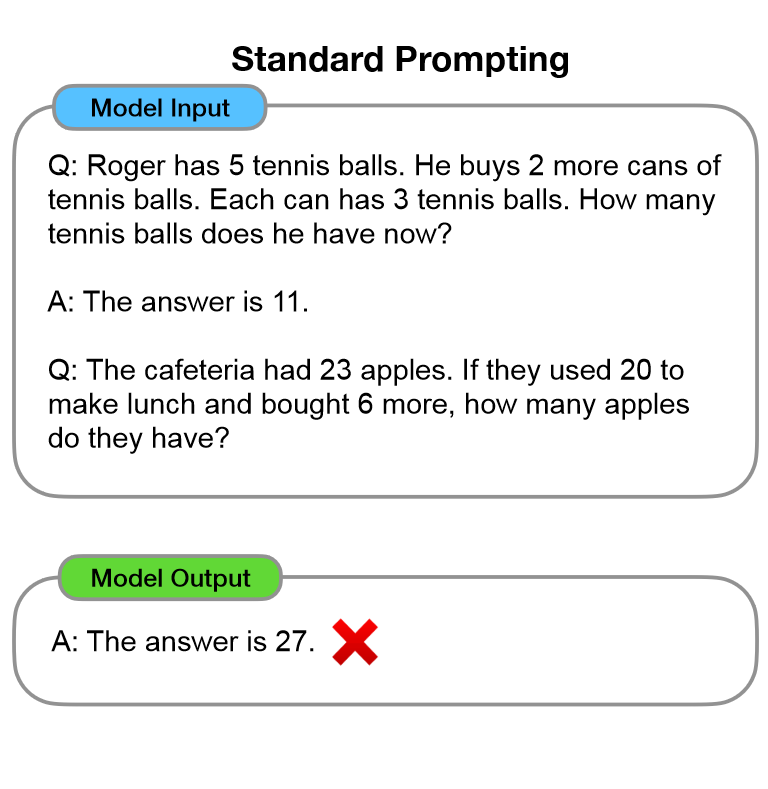 Standard Prompting
Model Input
Q: Roger has 5 tennis balls. He buys 2 more cans of
tennis balls. Each can has 3 tennis balls. How many
tennis balls does he have now?
A: The answer is 11.
Q: The cafeteria had 23 apples. If they used 20 to
make lunch and bought 6 more, how many apples
do they have?
Model Output
A: The answer is 27.